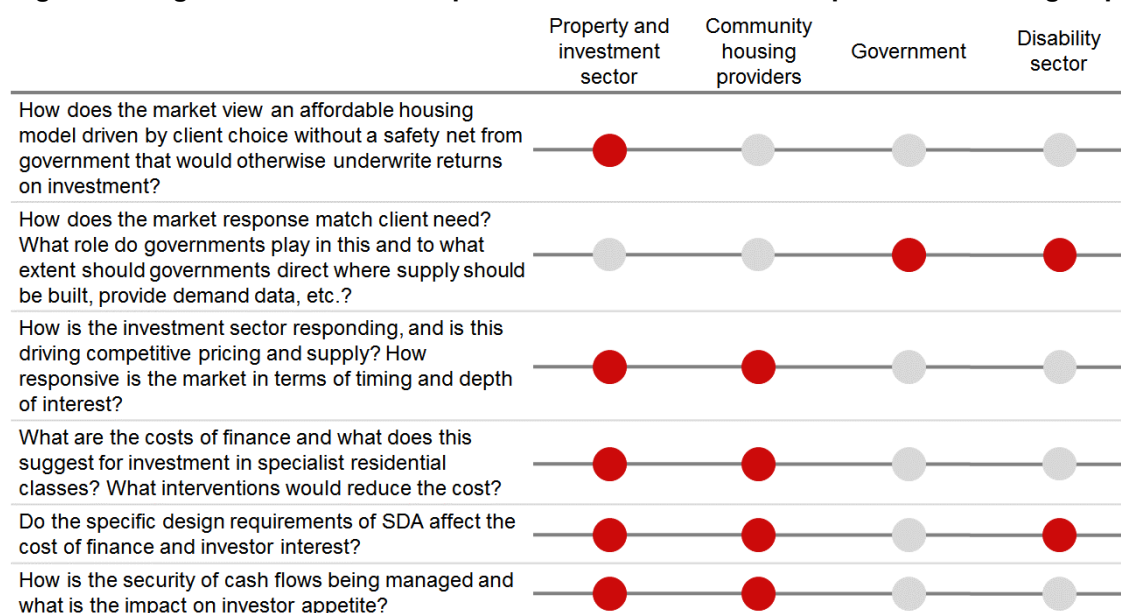 Property and
investment
sector
Community
housing
providers
Government
Disability
sector
How does the market view an affordable housing
model driven by client choice without a safety net from
government that would otherwise underwrite returns
on investment?
How does the market response match client need?
What role do governments play in this and to what
extent should governments direct where supply should
be built, provide demand data, etc.?
How is the investment sector responding, and is this
driving competitive pricing and supply? How
responsive is the market in terms of timing and depth
of interest?
What are the costs of finance and what does this
suggest for investment in specialist residential
classes? What interventions would reduce the cost?
Do the specific design requirements of SDA affect the
cost of finance and investor interest?
How is the security of cash flows being managed and
what is the impact on investor appetite?